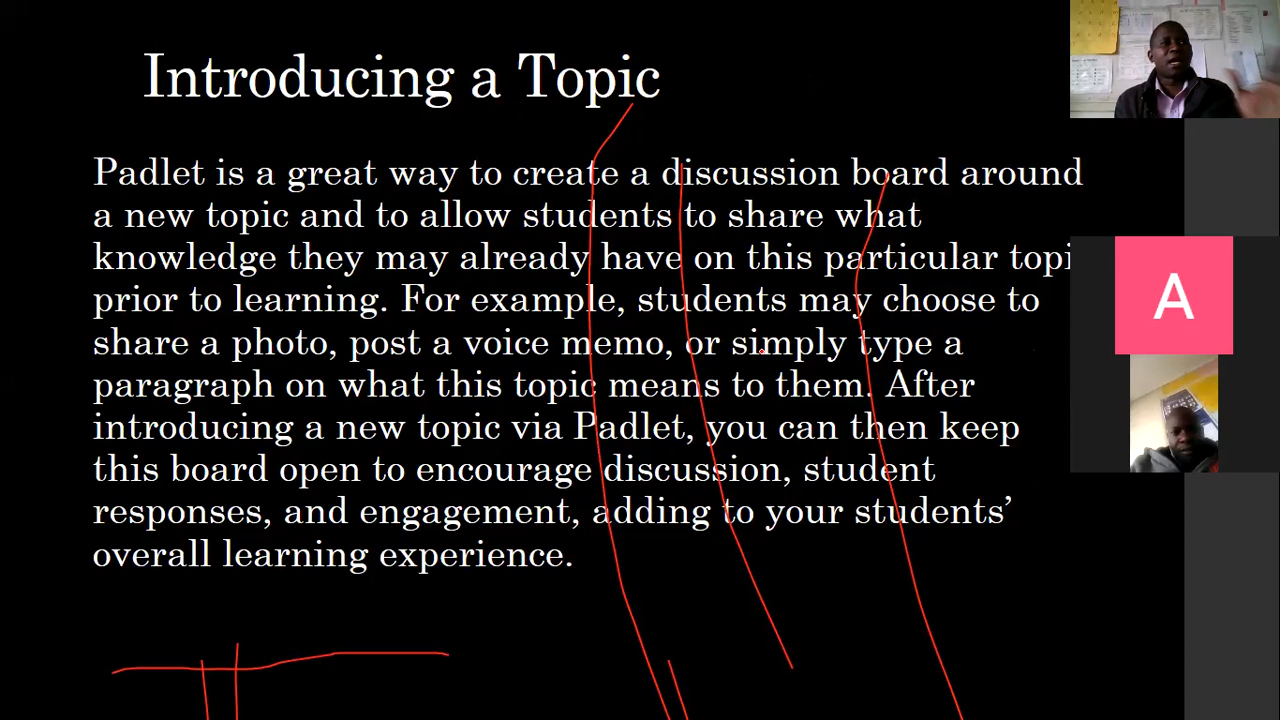 Introducing a Topic
Padlet is a great way to create a discussion board around
a new topic and to allow students to share what
knowledge they may already have on this particular topi
prior to learning. For example, students may choose to
share a photo, post a voice memo, or simply type a
paragraph on what this topic means to them. After
introducing a new topic via Padlet, you can then keep
this board open to encourage discussion, student
responses, and engagement, adding to your students’
overall learning experience.
A